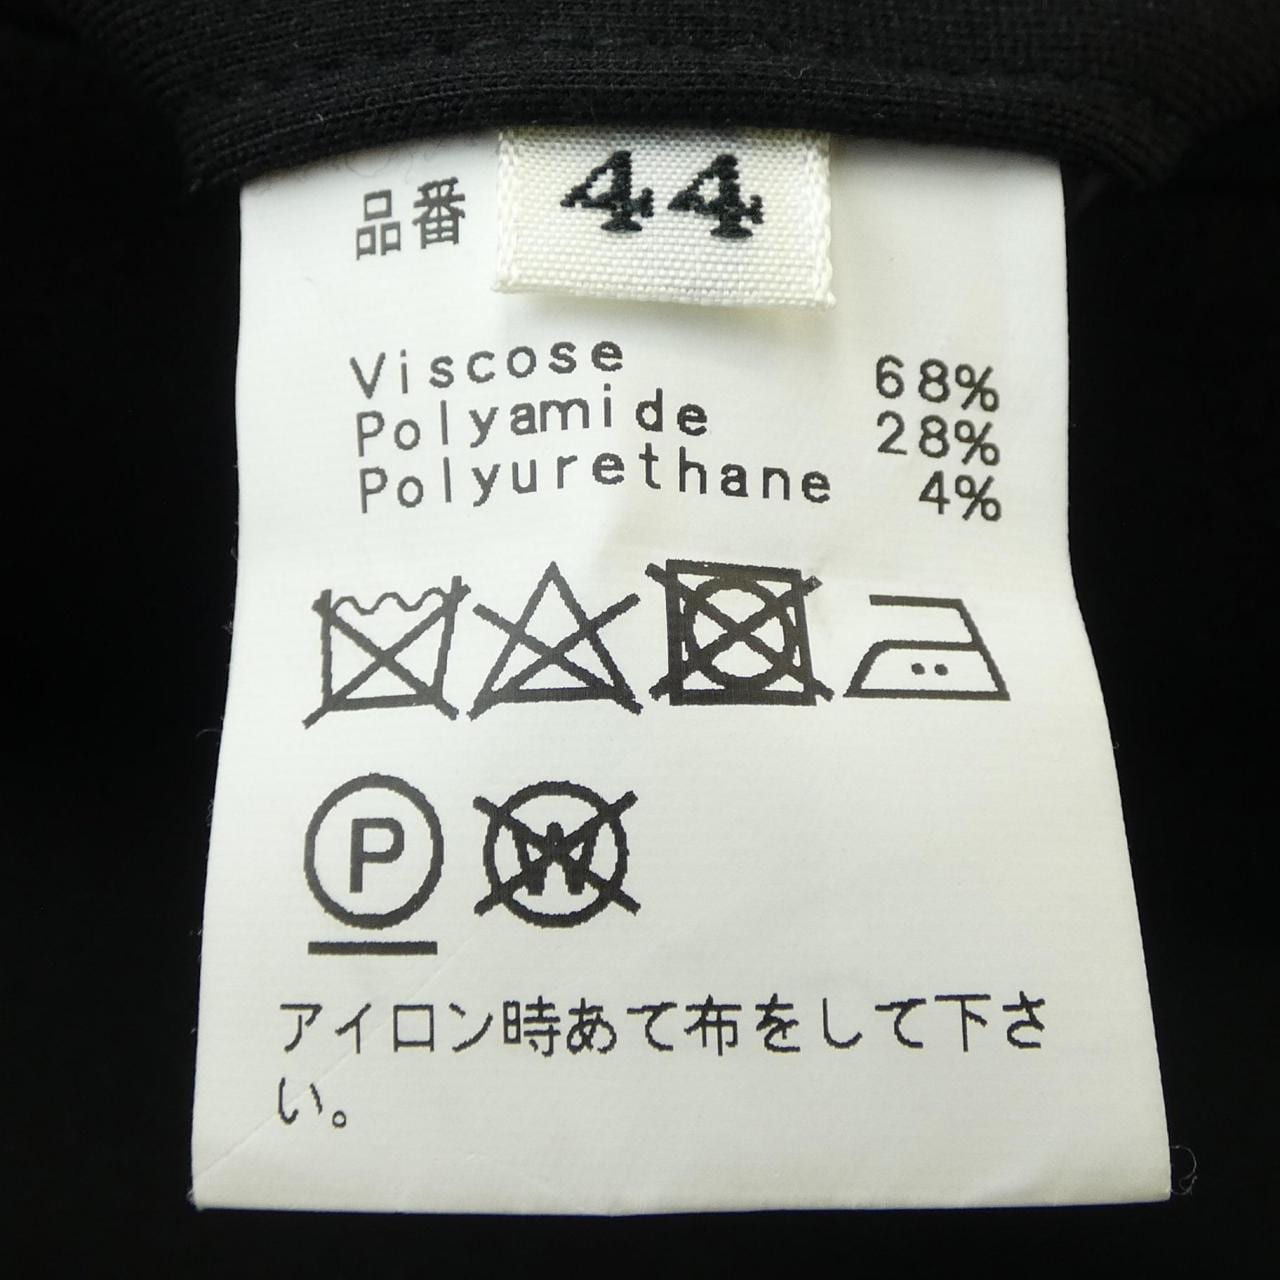 44
品番
Viscose 68%
Polyamide 28%
Polyurethane 4%
P W
アイロン時あて布をして下さ
い。